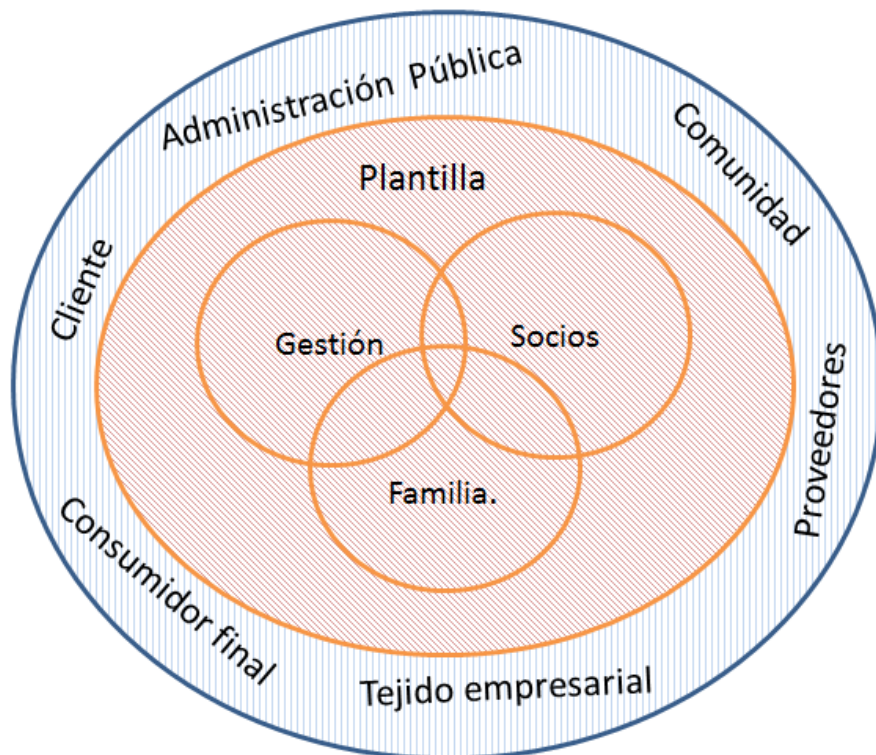 Administración Pública
Comunidad
Plantilla
Cliente
Gestión
Socios
Proveedores
Familia.
Consumidor final
Tejido empresarial